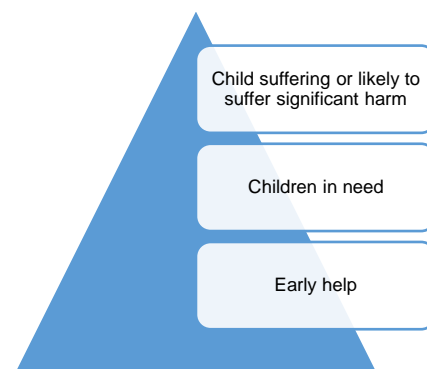 Child suffering or likely to
suffer significant harm
Children in need
Early help